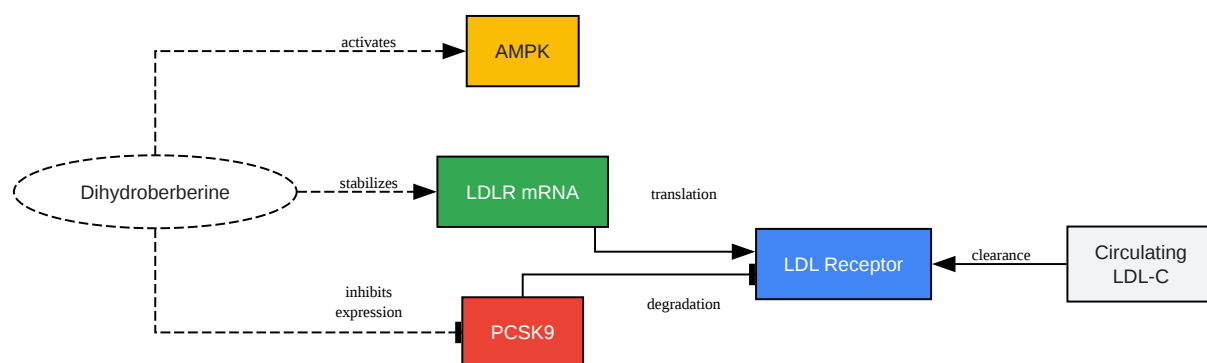 activates
AMPK
Dihydroberberine
stabilizes
LDLR mRNA
translation
LDL Receptor
clearance
Circulating
LDL-C
inhibits
expression
PCSK9
degradation